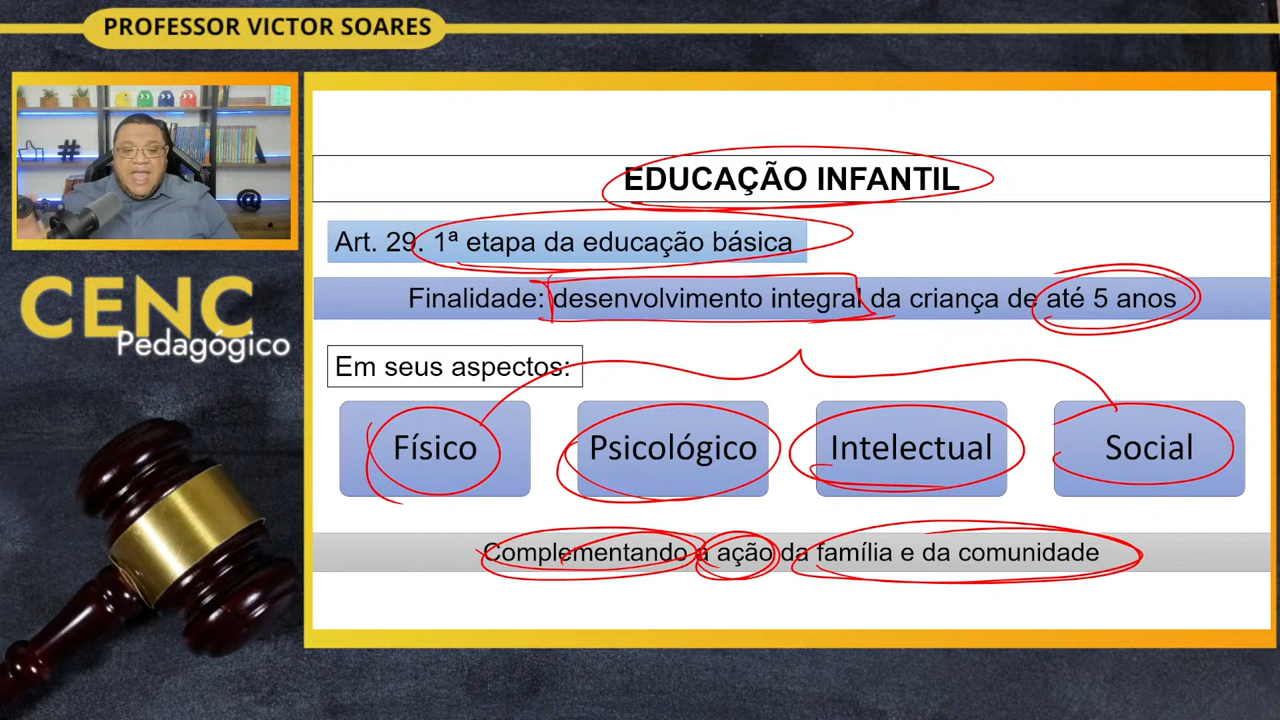 PROFESSOR VICTOR SOARES
CENC
Pedagógico
EDUCAÇÃO INFANTIL
Art. 29. 1ª etapa da educação básica
Finalidade: desenvolvimento integral da criança de até 5 anos
Em seus aspectos:
Físico
Psicológico
Intelectual
Social
Complementando a ação da família e da comunidade